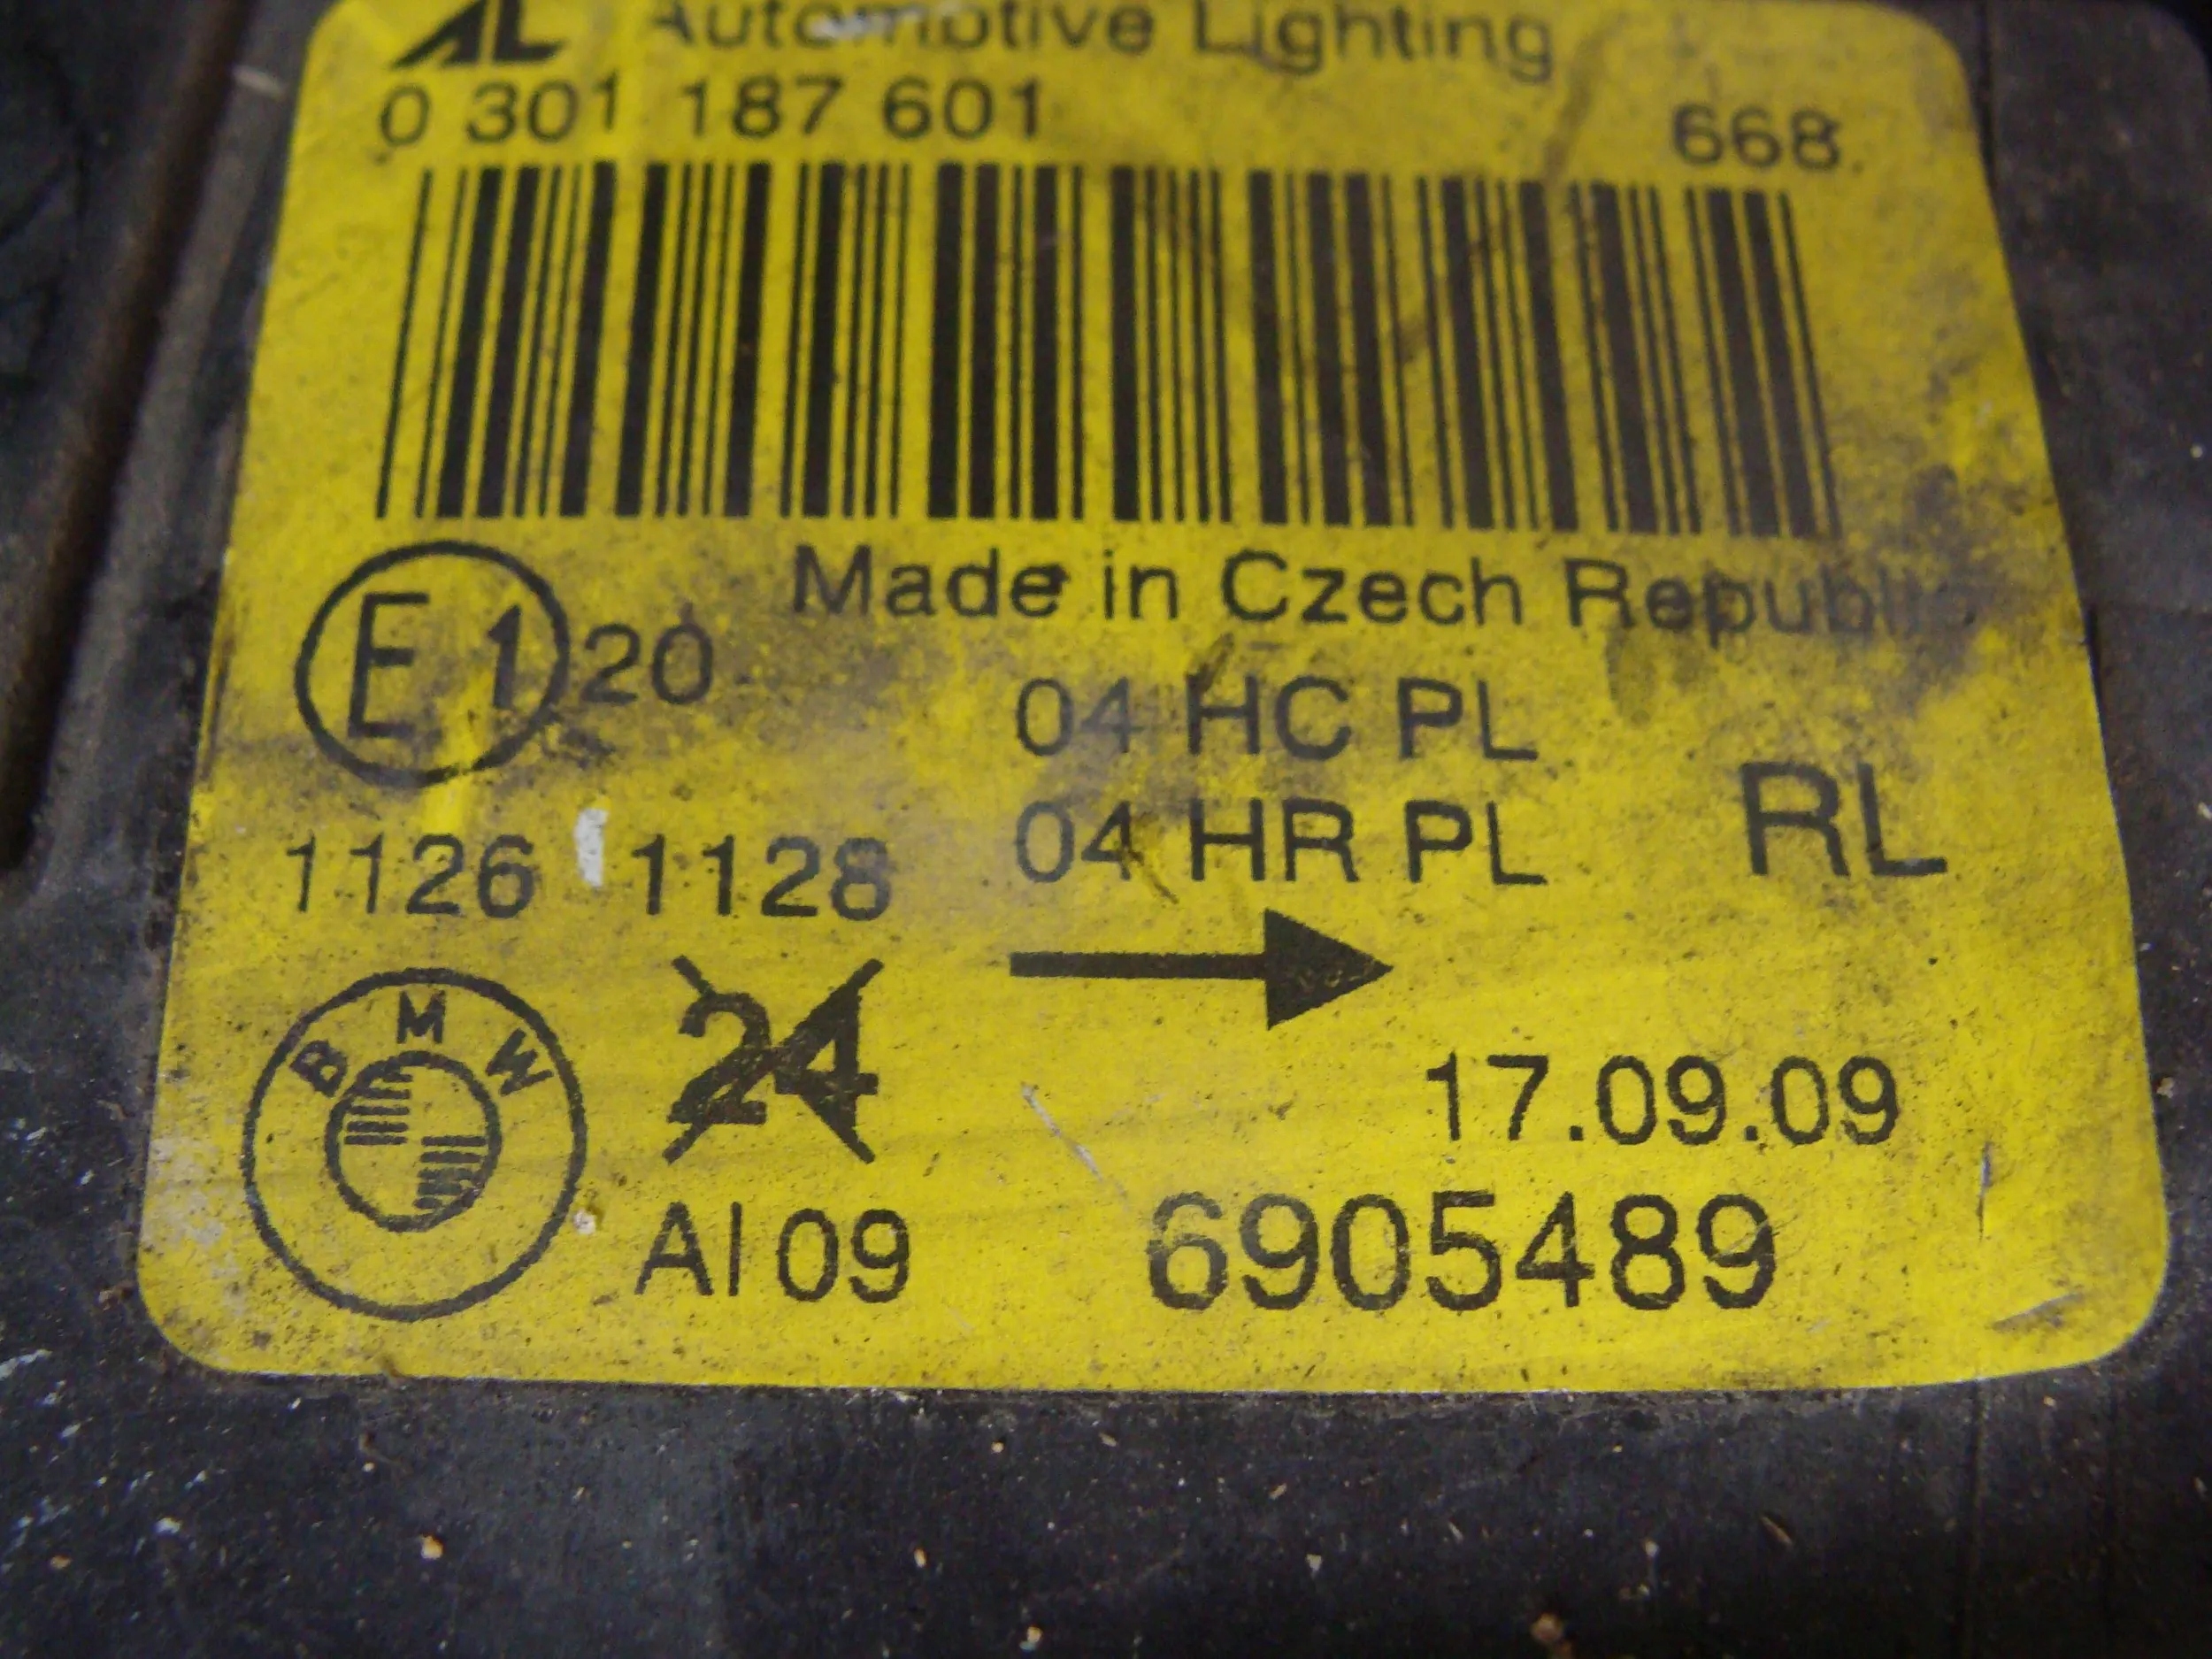 AL Automotive Lighting
0 301 187 601 668
Made in Czech Republic
E1 20 04 HC PL
1126 1128 04 HR PL RL
BMW 24
17.09.09
AI 09 6905489